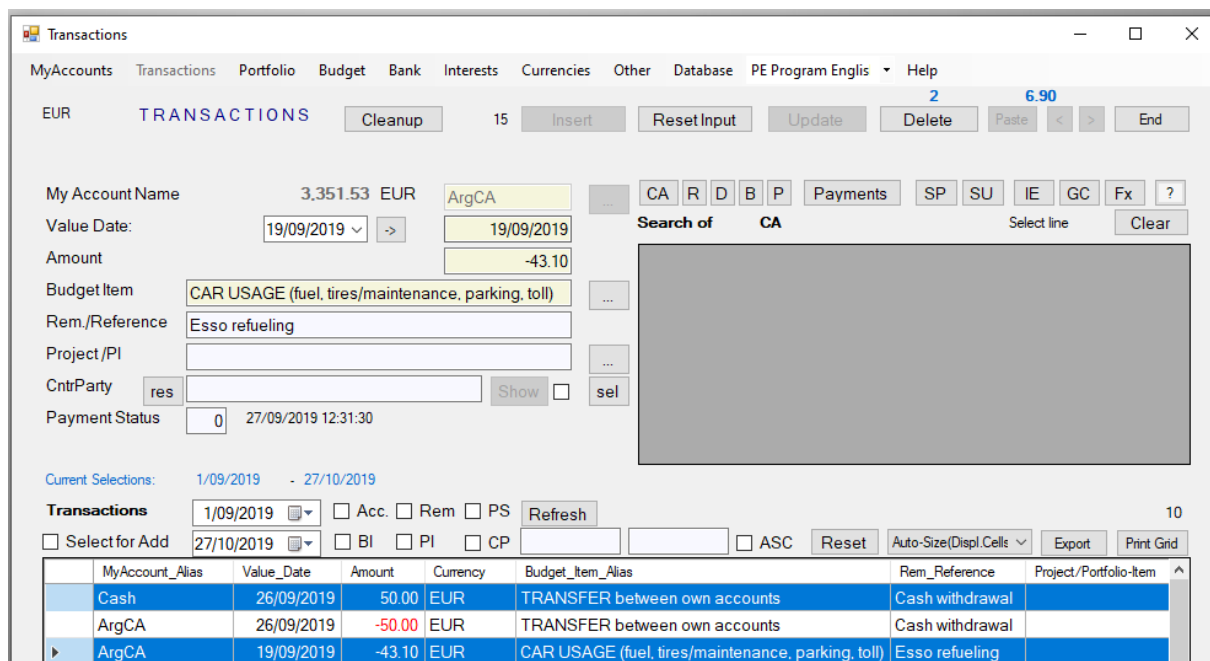 Transactions
MyAccounts Transactions Portfolio Budget Bank Interests Currencies Other Database PE Program Englis Help
2 6.90
EUR TRANSACTIONS Cleanup 15 Insert Reset Input Update Delete Paste < > End
My Account Name 3,351.53 EUR ArgCA ... CA R D B P Payments SP SU IE GC Fx ?
Value Date: 19/09/2019 -> 19/09/2019 Search of CA Select line Clear
Amount -43.10
Budget Item CAR USAGE (fuel, tires/maintenance, parking, toll) ...
Rem./Reference Esso refueling
Project /PI ...
CntrParty res Show sel
Payment Status 0 27/09/2019 12:31:30
Current Selections: 1/09/2019 - 27/10/2019
Transactions 1/09/2019 Acc. Rem PS Refresh 10
Select for Add 27/10/2019 BI PI CP ASC Reset Auto-Size(Displ.Cells Export Print Grid
MyAccount_Alias Value_Date Amount Currency Budget_Item_Alias Rem_Reference Project/Portfolio-Item
Cash 26/09/2019 50.00 EUR TRANSFER between own accounts Cash withdrawal
ArgCA 26/09/2019 -50.00 EUR TRANSFER between own accounts Cash withdrawal
ArgCA 19/09/2019 -43.10 EUR CAR USAGE (fuel, tires/maintenance, parking, toll) Esso refueling